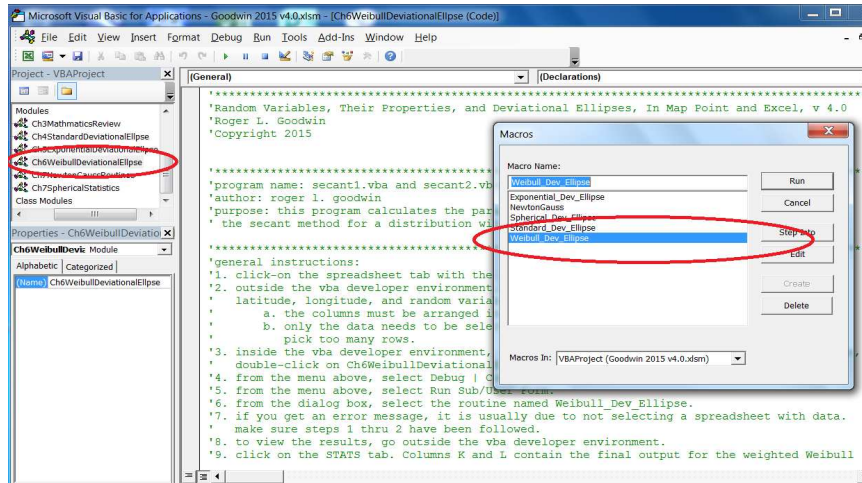 Microsoft Visual Basic for Applications - Goodwin 2015 v4.0.xlsm - [Ch6WeibullDeviationalEllpse (Code)]
File Edit View Insert Format Debug Run Tools Add-Ins Window Help
Project - VBAProject
Modules
Ch3MathmaticsReview
Ch4StandardDeviationalEllpse
Ch5ExponentialDeviationalEllpse
Ch6WeibullDeviationalEllpse
Ch7NewtonGaussRoutines
Ch7SphericalStatistics
Class Modules
Properties - Ch6WeibullDeviation
Ch6WeibullDevia Module
Alphabetic Categorized
(Name) Ch6WeibullDeviationalEllpse
(General) (Declarations)
'Random Variables, Their Properties, and Deviational Ellipses, In Map Point and Excel, v 4.0
'Roger L. Goodwin
'Copyright 2015
'program name: secant1.vba and secant2.vb
'author: roger l. goodwin
'purpose: this program calculates the par
' the secant method for a distribution wi
'general instructions:
'1. click-on the spreadsheet tab with the
'2. outside the vba developer environment
' latitude, longitude, and random varia
' a. the columns must be arranged i
' b. only the data needs to be sele
' pick too many rows.
'3. inside the vba developer environment,
' double-click on Ch6WeibullDeviational
'4. from the menu above, select Debug | C
'5. from the menu above, select Run Sub/User Form.
'6. from the dialog box, select the routine named Weibull_Dev_Ellipse.
'7. if you get an error message, it is usually due to not selecting a spreadsheet with data.
' make sure steps 1 thru 2 have been followed.
'8. to view the results, go outside the vba developer environment.
'9. click on the STATS tab. Columns K and L contain the final output for the weighted Weibull
Macros
Macro Name:
Weibull_Dev_Ellipse
Exponential_Dev_Ellipse
NewtonGauss
Spherical_Dev_Ellipse
Standard_Dev_Ellipse
Weibull_Dev_Ellipse
Run
Cancel
Step Into
Edit
Create
Delete
Macros In: VBAProject (Goodwin 2015 v4.0.xlsm)